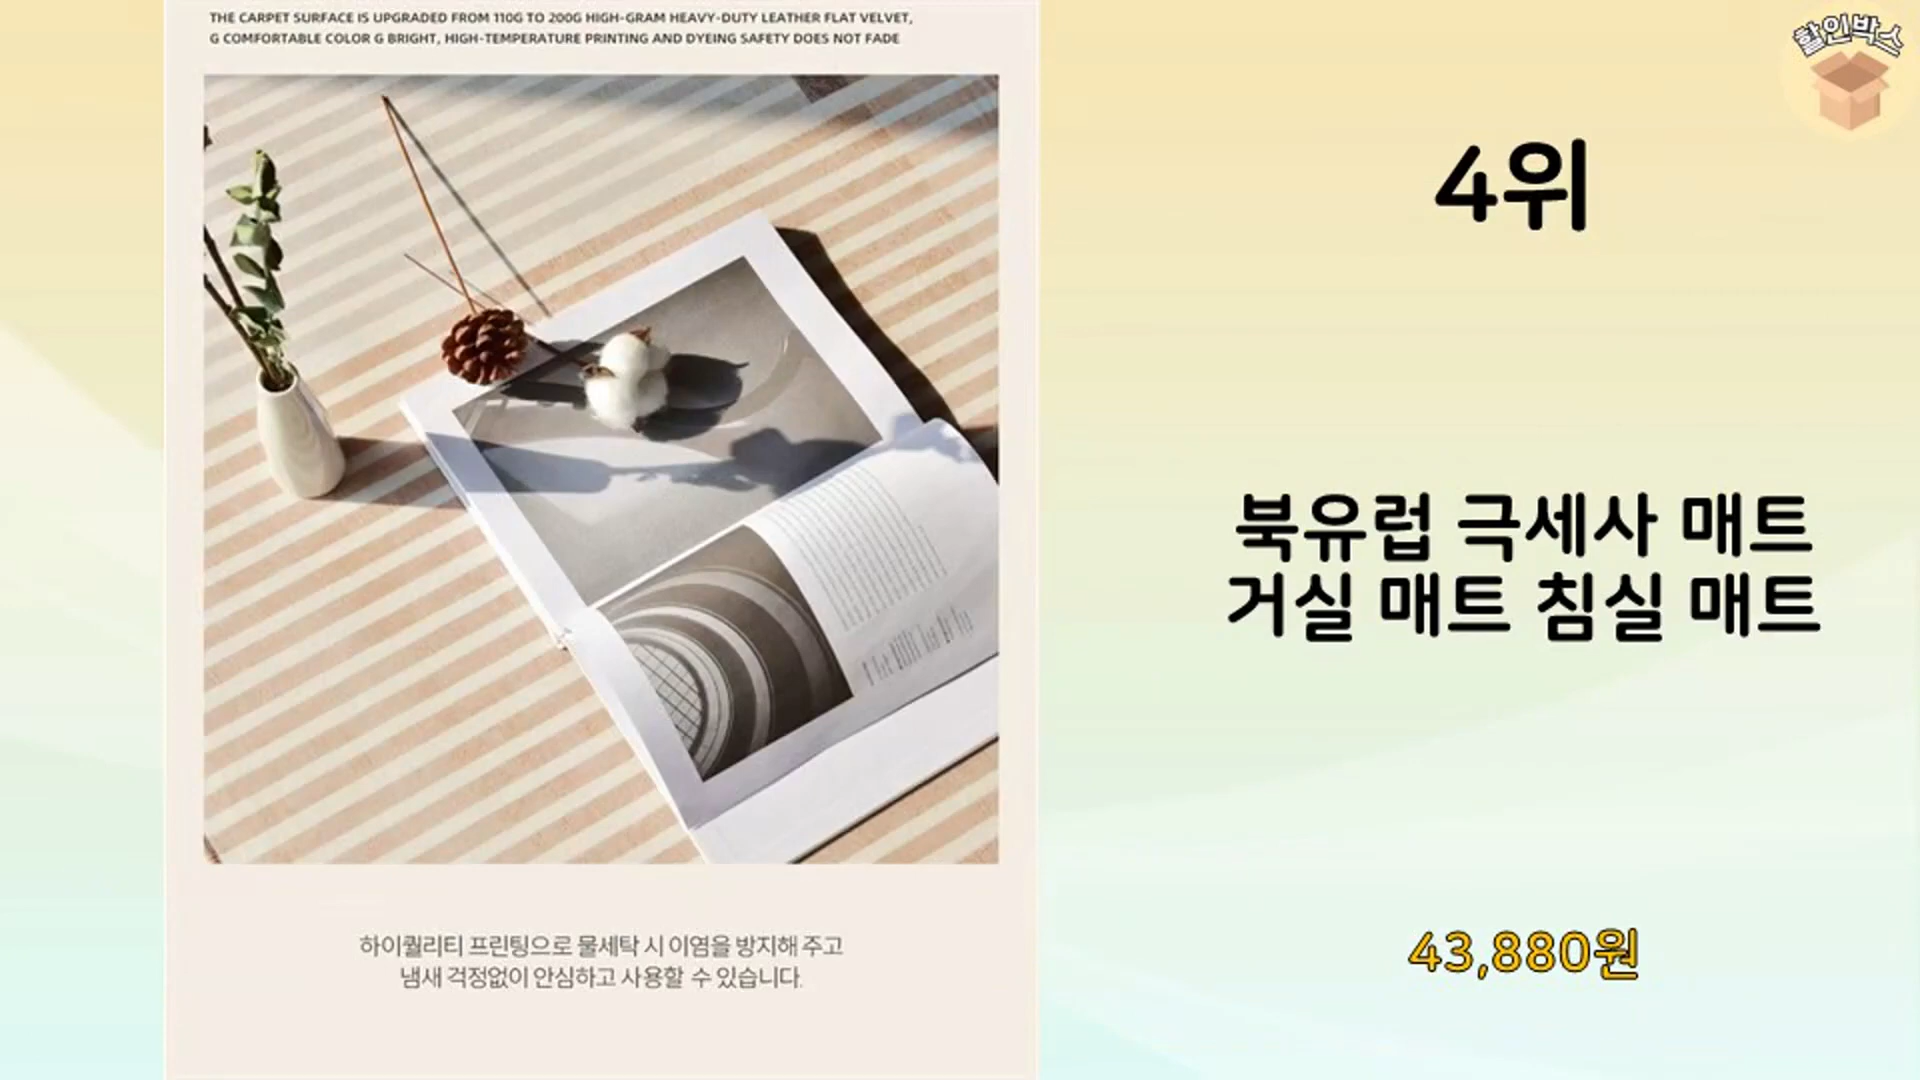 THE CARPET SURFACE IS UPGRADED FROM 110G TO 200G HIGH-GRAM HEAVY-DUTY LEATHER FLAT VELVET,
G COMFORTABLE COLOR G BRIGHT, HIGH-TEMPERATURE PRINTING AND DYEING SAFETY DOES NOT FADE
하이퀄리티 프린팅으로 물세탁 시 이염을 방지해 주고
냄새 걱정없이 안심하고 사용할 수 있습니다.
할인박스
4위
북유럽 극세사 매트
거실 매트 침실 매트
43,880원